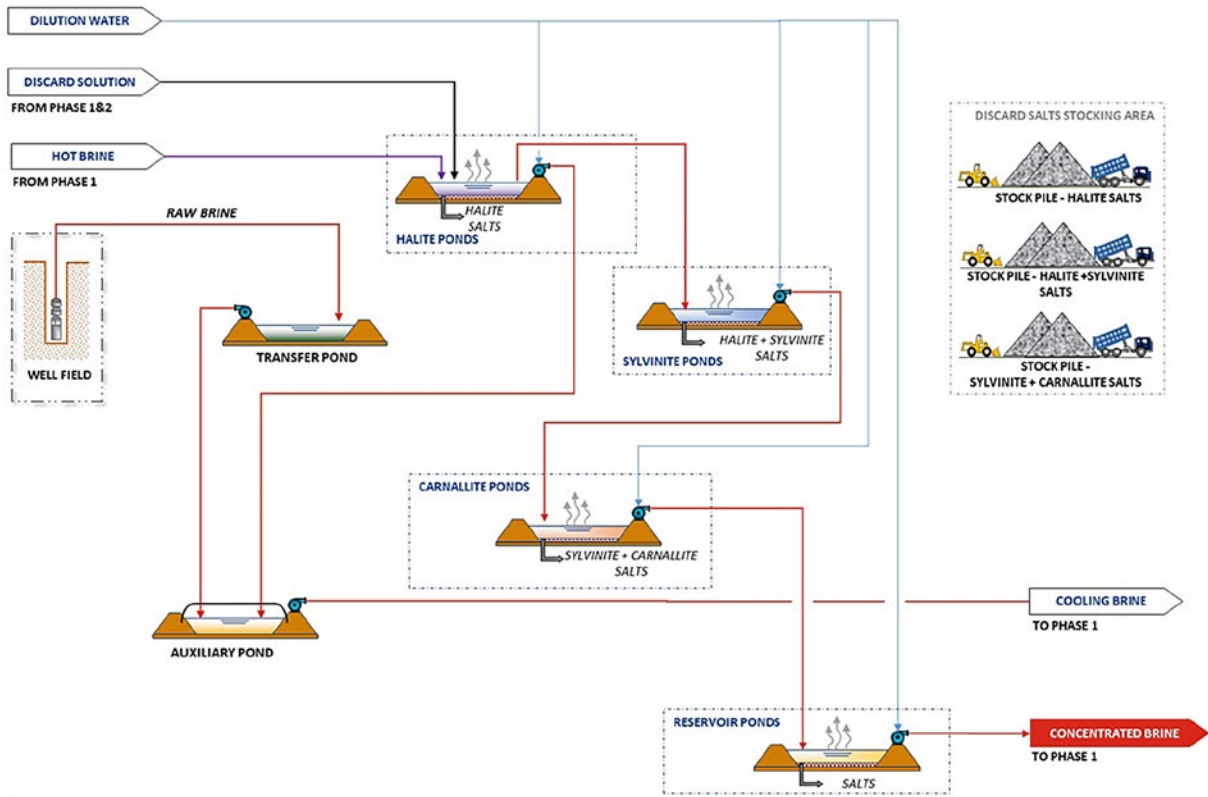 DILUTION WATER
DISCARD SOLUTION
FROM PHASE 1&2
HOT BRINE
FROM PHASE 1
RAW BRINE
WELL FIELD
TRANSFER POND
HALITE
SALTS
HALITE PONDS
HALITE + SYLVINITE
SALTS
SYLVINITE PONDS
DISCARD SALTS STOCKING AREA
STOCK PILE - HALITE SALTS
STOCK PILE - HALITE +SYLVINITE
SALTS
STOCK PILE -
SYLVINITE + CARNALLITE SALTS
CARNALLITE PONDS
SYLVINITE + CARNALLITE
SALTS
AUXILIARY POND
COOLING BRINE
TO PHASE 1
RESERVOIR PONDS
SALTS
CONCENTRATED BRINE
TO PHASE 1